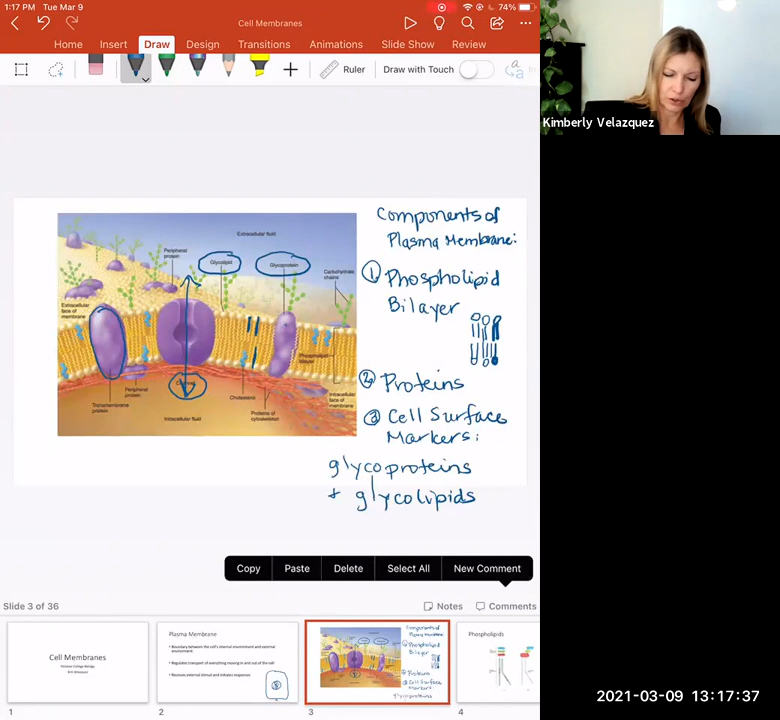 1:17 PM Tue Mar 9
74%
Cell Membranes
Home Insert Draw Design Transitions Animations Slide Show Review
Ruler
Draw with Touch
Kimberly Velazquez
Extracellular fluid
Peripheral
protein
Glycolipid
Glycoprotein
Carbohydrate
chains
Extracellular
face of
membrane
Phospholipid
bilayer
Channel
Peripheral
protein
Cholesterol
Intracellular
face of
membrane
Transmembrane
protein
Intracellular fluid
Proteins of
cytoskeleton
Components of
Plasma Membrane:
① Phospholipid
Bilayer
② Proteins
③ Cell Surface
Markers:
glycoproteins
+ glycolipids
Copy Paste Delete Select All New Comment
Slide 3 of 36
Notes Comments
Cell Membranes
Plasma Membrane
Phospholipids
1 2 3 4
2021-03-09 13:17:37